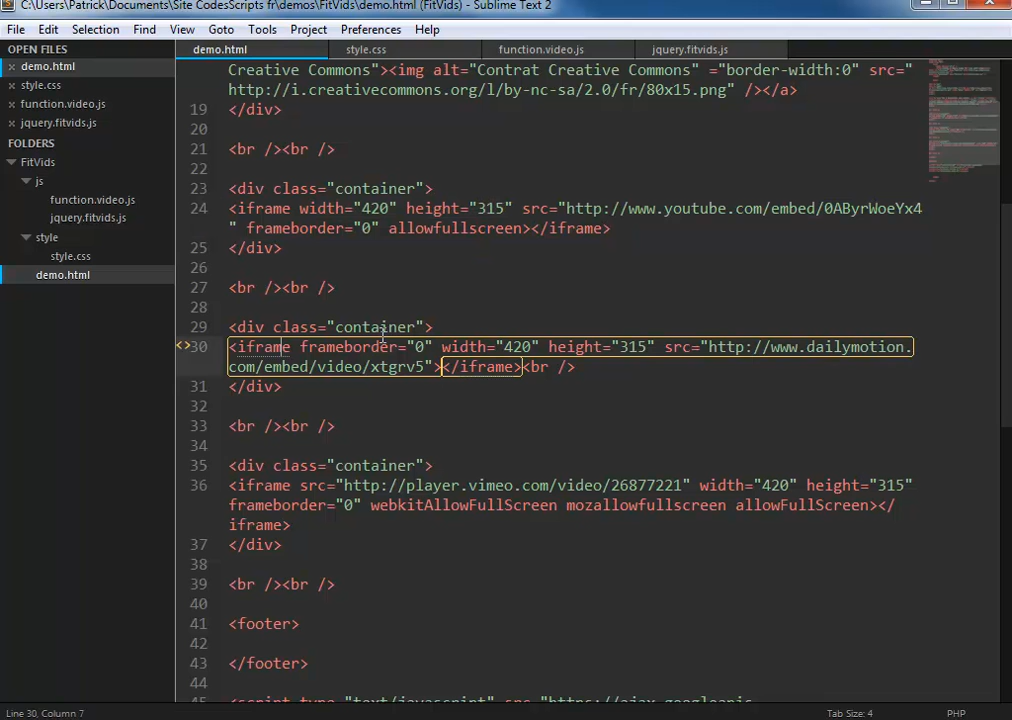 C:\Users\Patrick\Documents\Site CodesScripts fr\demos\FitVids\demo.html (FitVids) - Sublime Text 2
File Edit Selection Find View Goto Tools Project Preferences Help
OPEN FILES
× demo.html
× style.css
× function.video.js
× jquery.fitvids.js
FOLDERS
FitVids
js
function.video.js
jquery.fitvids.js
style
style.css
demo.html
demo.html style.css function.video.js jquery.fitvids.js
Creative Commons"><img alt="Contrat Creative Commons" ="border-width:0" src="
http://i.creativecommons.org/l/by-nc-sa/2.0/fr/80x15.png" /></a>
19 </div>
20
21 <br /><br />
22
23 <div class="container">
24 <iframe width="420" height="315" src="http://www.youtube.com/embed/0AByrWoeYx4
" frameborder="0" allowfullscreen></iframe>
25 </div>
26
27 <br /><br />
28
29 <div class="container">
<>30 <iframe frameborder="0" width="420" height="315" src="http://www.dailymotion.
com/embed/video/xtgrv5"></iframe><br />
31 </div>
32
33 <br /><br />
34
35 <div class="container">
36 <iframe src="http://player.vimeo.com/video/26877221" width="420" height="315"
frameborder="0" webkitAllowFullScreen mozallowfullscreen allowFullScreen></
iframe>
37 </div>
38
39 <br /><br />
40
41 <footer>
42
43 </footer>
44
45 <script type="text/javascript" src="https://ajax.googleapis.
Line 30, Column 7
Tab Size: 4
PHP